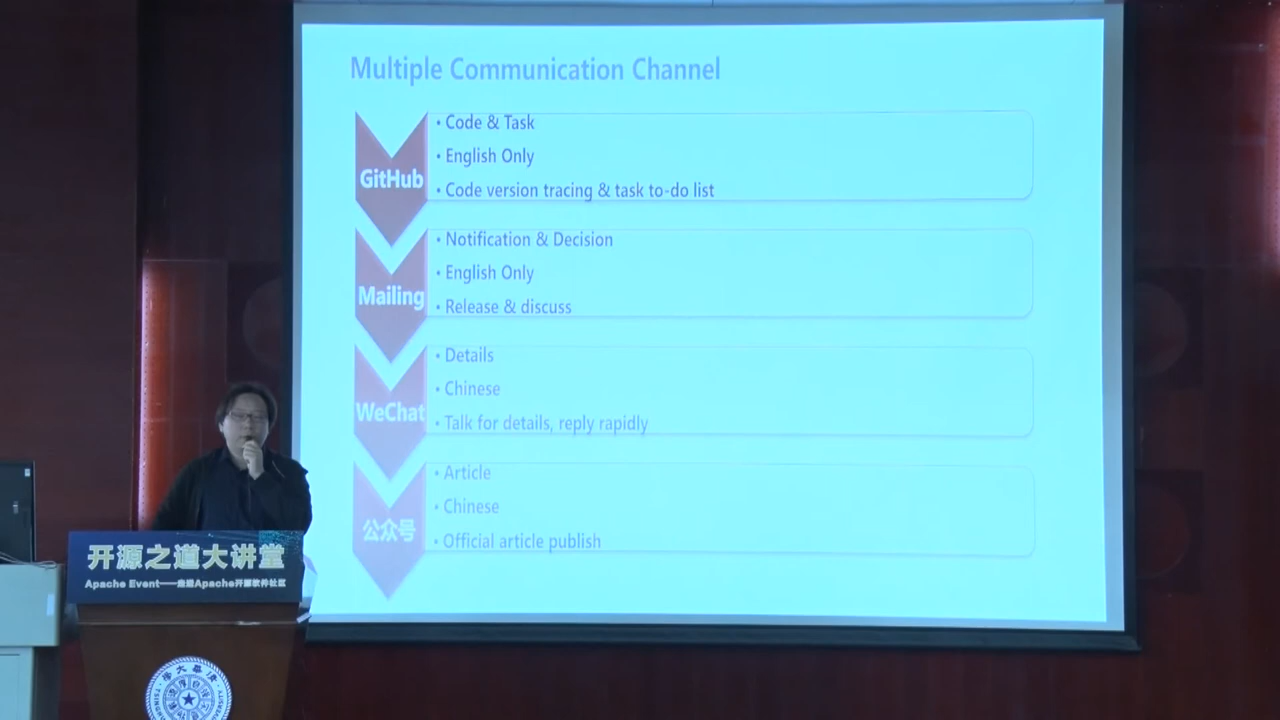 Multiple Communication Channel
GitHub
• Code & Task
• English Only
• Code version tracing & task to-do list
Mailing
• Notification & Decision
• English Only
• Release & discuss
WeChat
• Details
• Chinese
• Talk for details, reply rapidly
公众号
• Article
• Chinese
• Official article publish
开源之道大讲堂
Apache Event——走进Apache开源软件社区